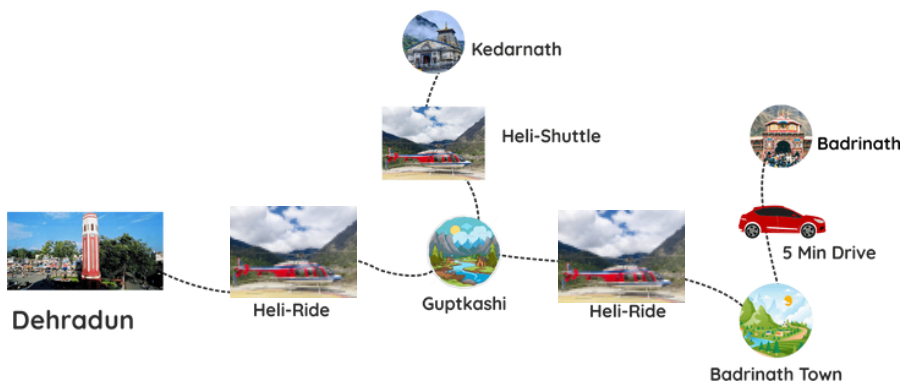 Kedarnath
Heli-Shuttle
Badrinath
5 Min Drive
Dehradun
Heli-Ride
Guptkashi
Heli-Ride
Badrinath Town